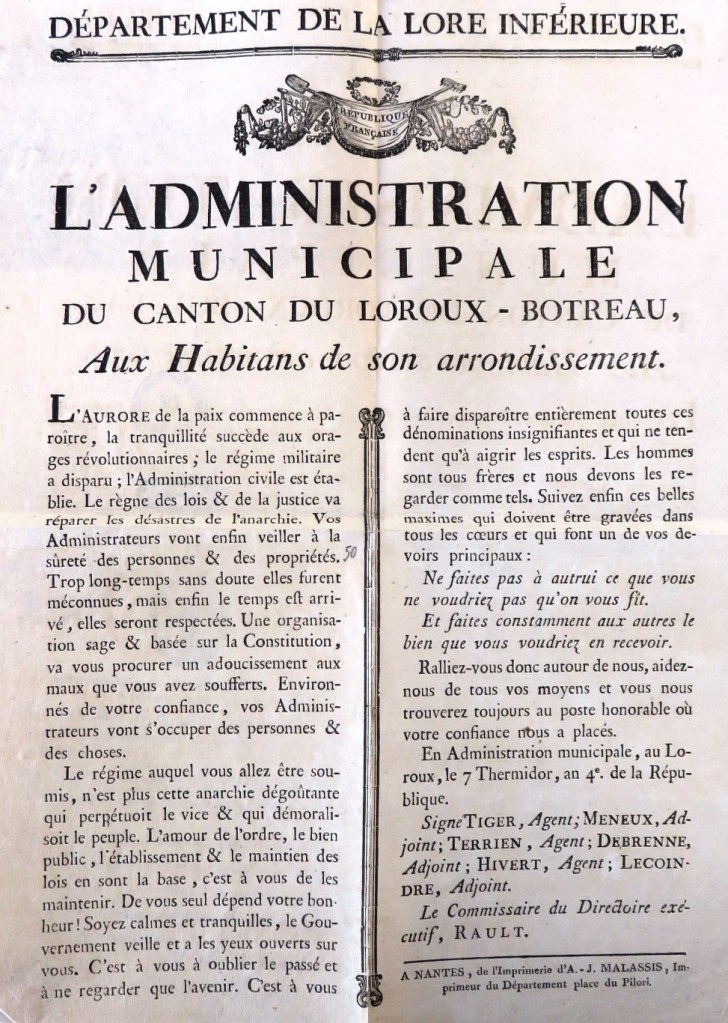 DÉPARTEMENT DE LA LORE INFÉRIEURE.
RÉPUBLIQUE
FRANÇAISE
L'ADMINISTRATION
MUNICIPALE
DU CANTON DU LOROUX - BOTREAU,
Aux Habitans de son arrondissement.
L'AURORE de la paix commence à pa-
roître, la tranquillité succède aux ora-
ges révolutionnaires ; le régime militaire
a disparu ; l'Administration civile est éta-
blie. Le règne des lois & de la justice va
réparer les désastres de l'anarchie. Vos
Administrateurs vont enfin veiller à la
sûreté des personnes & des propriétés.
50
Trop long-temps sans doute elles furent
méconnues, mais enfin le temps est arri-
vé, elles seront respectées. Une organisa-
tion sage & basée sur la Constitution,
va vous procurer un adoucissement aux
maux que vous avez soufferts. Environ-
nés de votre confiance, vos Adminis-
trateurs vont s'occuper des personnes &
des choses.
Le régime auquel vous allez être sou-
mis, n'est plus cette anarchie dégoûtante
qui perpétuoit le vice & qui démorali-
soit le peuple. L'amour de l'ordre, le bien
public, l'établissement & le maintien des
lois en sont la base, c'est à vous de les
maintenir. De vous seul dépend votre bon-
heur ! Soyez calmes et tranquilles, le Gou-
vernement veille et a les yeux ouverts sur
vous. C'est à vous à oublier le passé et
à ne regarder que l'avenir. C'est à vous
à faire disparoître entièrement toutes ces
dénominations insignifiantes et qui ne ten-
dent qu'à aigrir les esprits. Les hommes
sont tous frères et nous devons les re-
garder comme tels. Suivez enfin ces belles
maximes qui doivent être gravées dans
tous les cœurs et qui font un de vos de-
voirs principaux :
Ne faites pas à autrui ce que vous
ne voudriez pas qu'on vous fît.
Et faites constamment aux autres le
bien que vous voudriez en recevoir.
Ralliez-vous donc autour de nous, aidez-
nous de tous vos moyens et vous nous
trouverez toujours au poste honorable où
votre confiance nous a placés.
En Administration municipale, au Lo-
roux, le 7 Thermidor, an 4e. de la Répu-
blique.
Signé TIGER, Agent ; MENEUX, Ad-
joint ; TERRIEN, Agent ; DEBRENNE,
Adjoint ; HIVERT, Agent ; LECOIN-
DRE, Adjoint.
Le Commissaire du Directoire exé-
cutif, RAULT.
A NANTES, de l'Imprimerie d'A.-J. MALASSIS, Im-
primeur du Département place du Pilori.